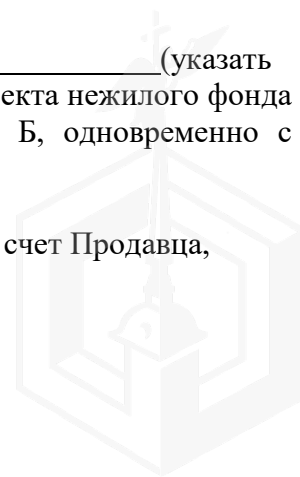 ____________(указать
екта нежилого фонда
Б, одновременно с
счет Продавца,